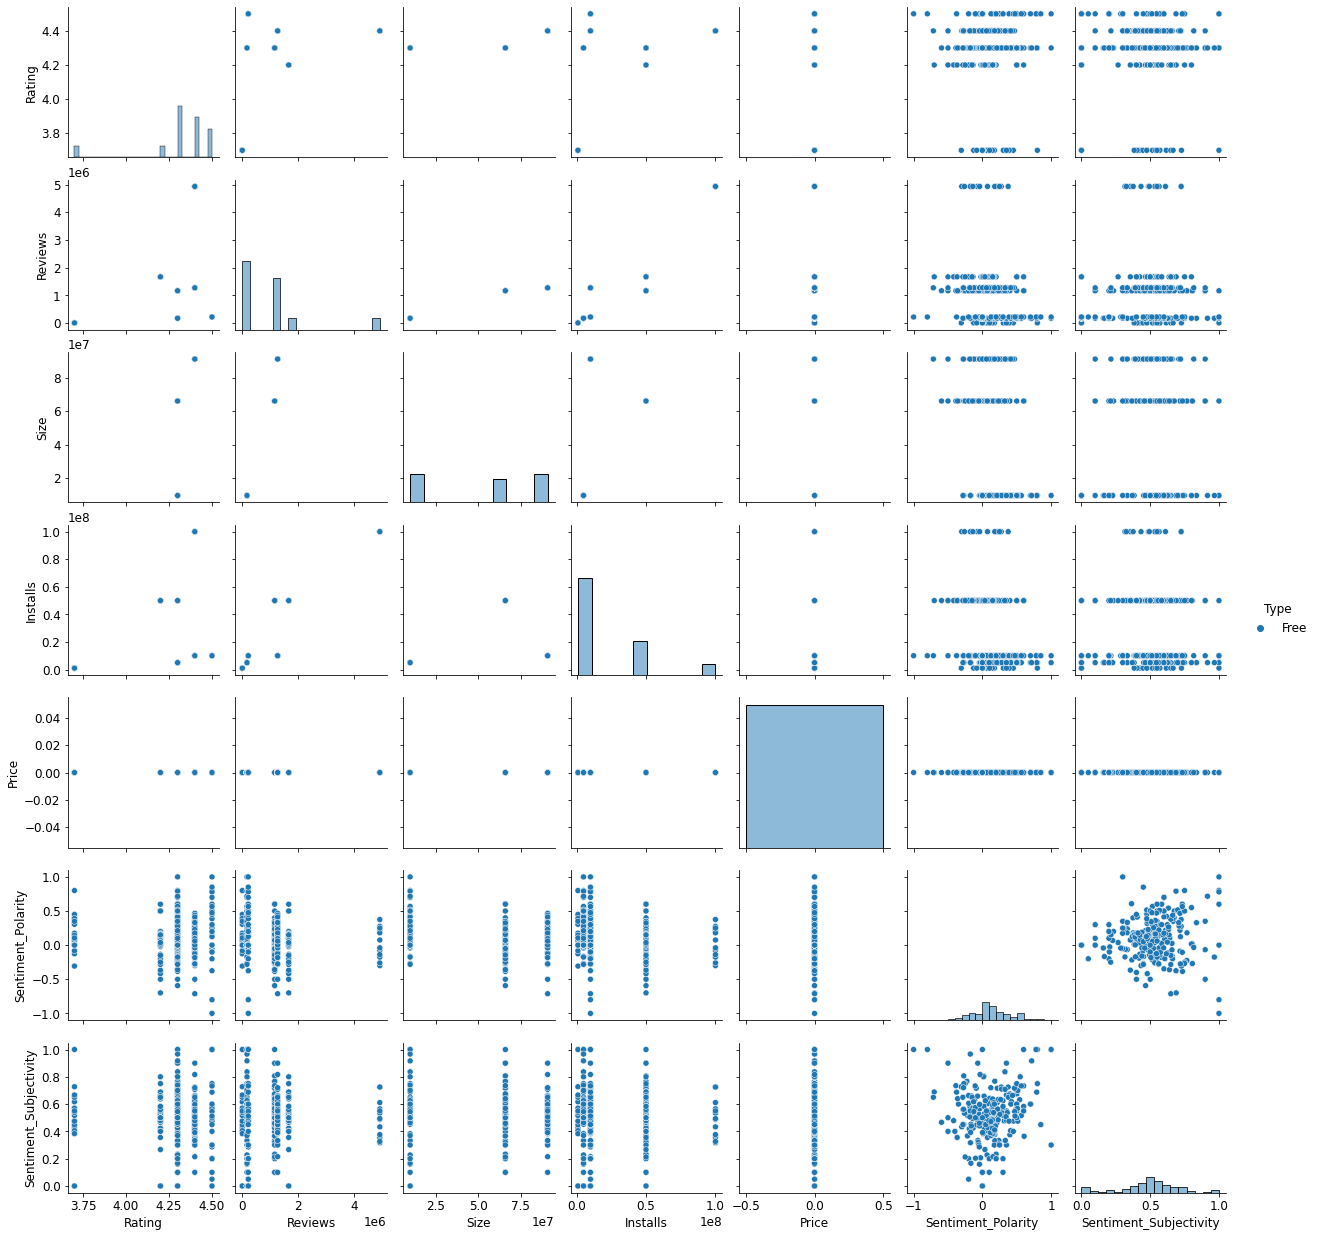 4.4
4.2
4.0
3.8
Rating
1e6
5
4
3
2
1
0
Reviews
1e7
8
6
4
2
Size
1e8
1.0
0.8
0.6
0.4
0.2
0.0
Installs
Type
Free
0.04
0.02
0.00
−0.02
−0.04
Price
1.0
0.5
0.0
−0.5
−1.0
Sentiment_Polarity
1.0
0.8
0.6
0.4
0.2
0.0
Sentiment_Subjectivity
3.75 4.00 4.25 4.50
Rating
0 2 4
Reviews 1e6
2.5 5.0 7.5
Size 1e7
0.0 0.5 1.0
Installs 1e8
−0.5 0.0 0.5
Price
−1 0 1
Sentiment_Polarity
0.0 0.5 1.0
Sentiment_Subjectivity